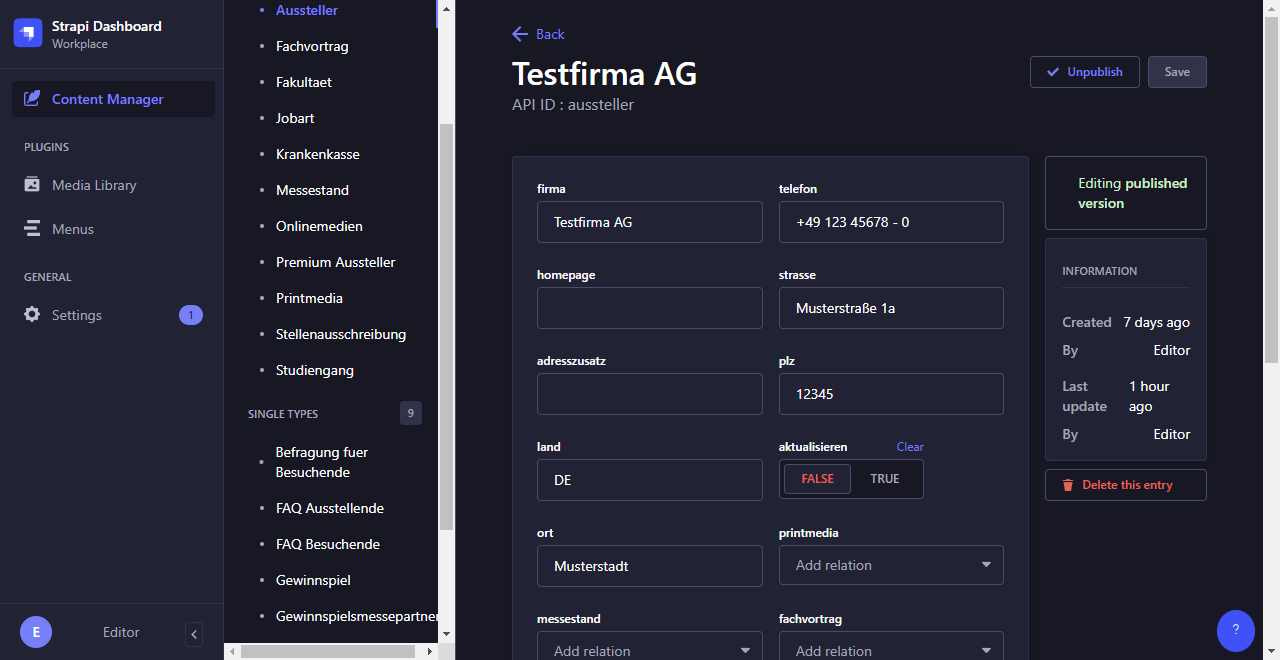 Strapi Dashboard
Workplace
Content Manager
PLUGINS
Media Library
Menus
GENERAL
Settings
1
E
Editor
Aussteller
Fachvortrag
Fakultaet
Jobart
Krankenkasse
Messestand
Onlinemedien
Premium Aussteller
Printmedia
Stellenausschreibung
Studiengang
SINGLE TYPES
9
Befragung fuer
Besuchende
FAQ Ausstellende
FAQ Besuchende
Gewinnspiel
Gewinnspielsmessepartner
Back
Testfirma AG
API ID : aussteller
Unpublish
Save
firma
Testfirma AG
telefon
+49 123 45678 - 0
homepage
strasse
Musterstraße 1a
adresszusatz
plz
12345
land
DE
aktualisieren
Clear
FALSE
TRUE
ort
Musterstadt
printmedia
Add relation
messestand
Add relation
fachvortrag
Add relation
Editing published
version
INFORMATION
Created
7 days ago
By
Editor
Last
update
1 hour
ago
By
Editor
Delete this entry
?